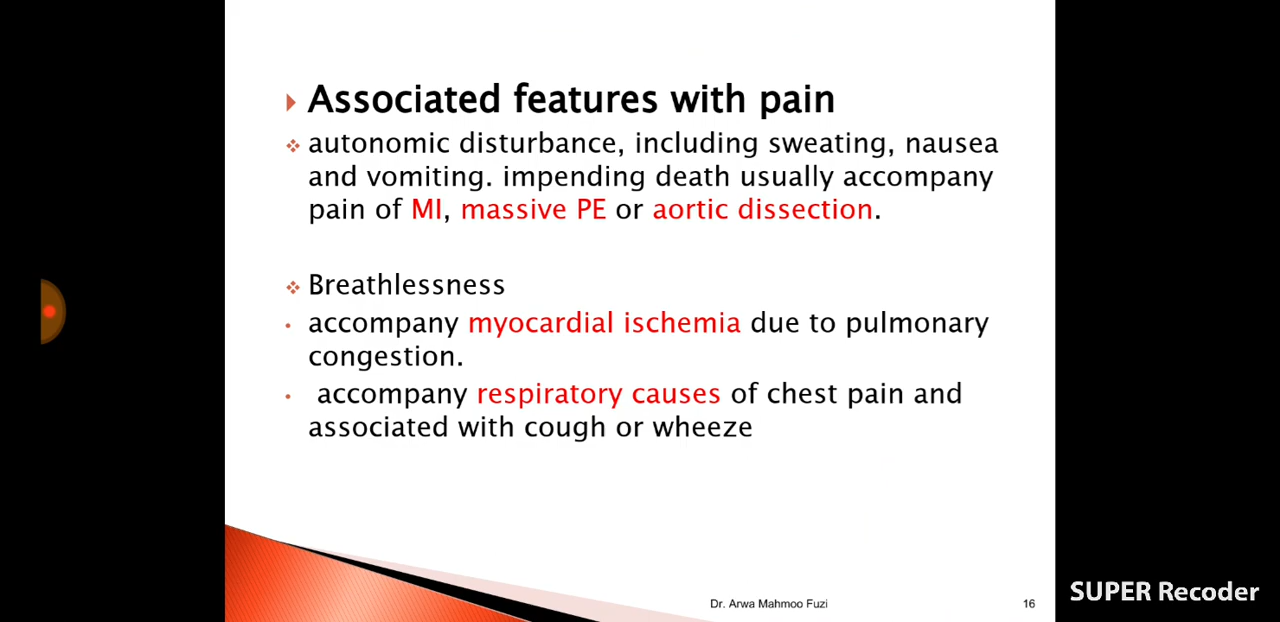 Associated features with pain
autonomic disturbance, including sweating, nausea
and vomiting. impending death usually accompany
pain of MI, massive PE or aortic dissection.
Breathlessness
accompany myocardial ischemia due to pulmonary
congestion.
accompany respiratory causes of chest pain and
associated with cough or wheeze
Dr. Arwa Mahmoo Fuzi
16
SUPER Recoder